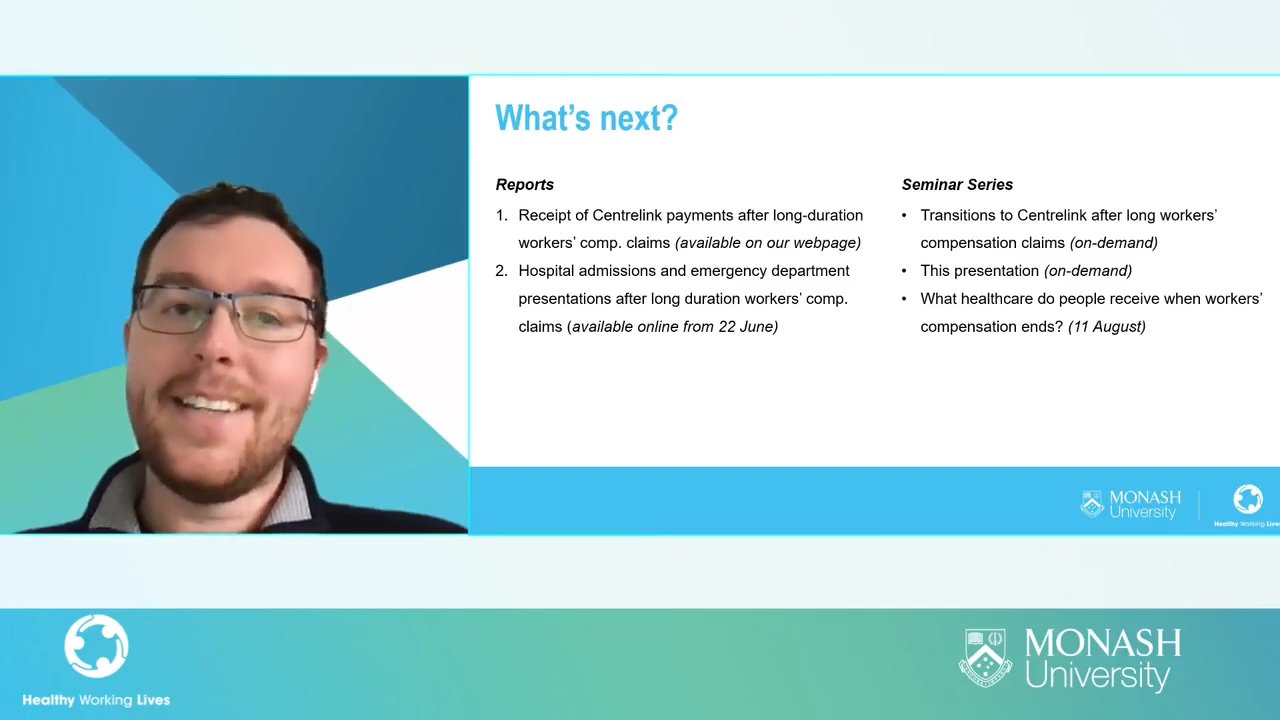 What's next?
Reports
1. Receipt of Centrelink payments after long-duration
workers' comp. claims (available on our webpage)
2. Hospital admissions and emergency department
presentations after long duration workers' comp.
claims (available online from 22 June)
Seminar Series
• Transitions to Centrelink after long workers'
compensation claims (on-demand)
• This presentation (on-demand)
• What healthcare do people receive when workers'
compensation ends? (11 August)
MONASH
University
Healthy Working Lives
Healthy Working Lives
MONASH
University